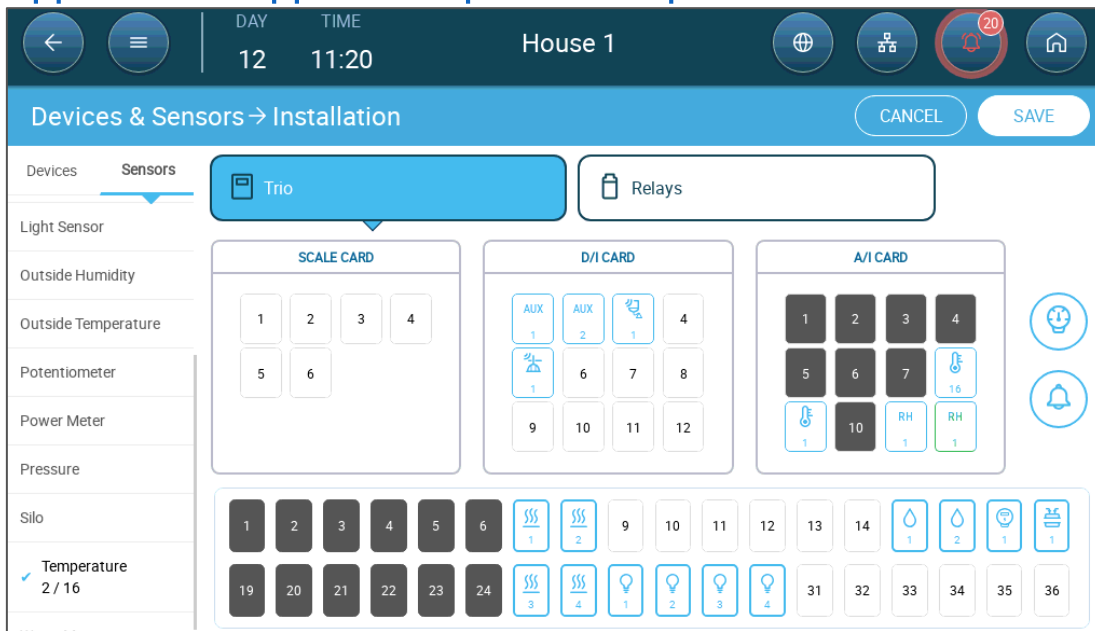 DAY TIME
12 11:20
House 1
20
Devices & Sensors → Installation
CANCEL
SAVE
Devices Sensors
Trio
Relays
Light Sensor
Outside Humidity
Outside Temperature
Potentiometer
Power Meter
Pressure
Silo
Temperature
2 / 16
SCALE CARD
1 2 3 4
5 6
D/I CARD
AUX AUX
1 2 1 4
1 6 7 8
9 10 11 12
A/I CARD
1 2 3 4
5 6 7 16
RH RH
1 10 1 1
1 2 3 4 5 6 1 2 9 10 11 12 13 14 1 2 1 1
19 20 21 22 23 24 3 4 1 2 3 4 31 32 33 34 35 36